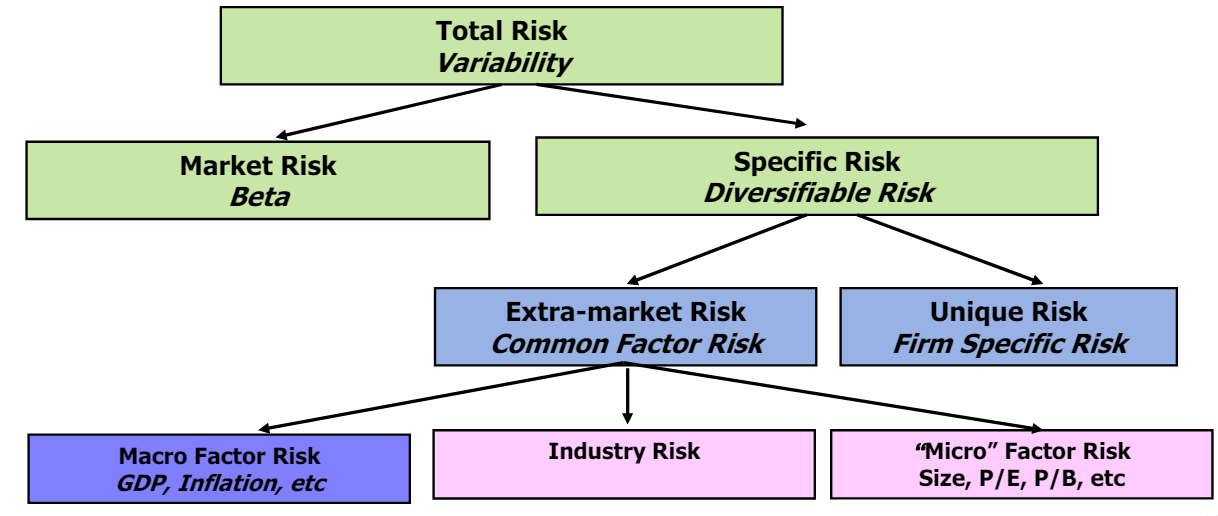 Total Risk
Variability
Market Risk
Beta
Specific Risk
Diversifiable Risk
Extra-market Risk
Common Factor Risk
Unique Risk
Firm Specific Risk
Macro Factor Risk
GDP, Inflation, etc
Industry Risk
“Micro” Factor Risk
Size, P/E, P/B, etc